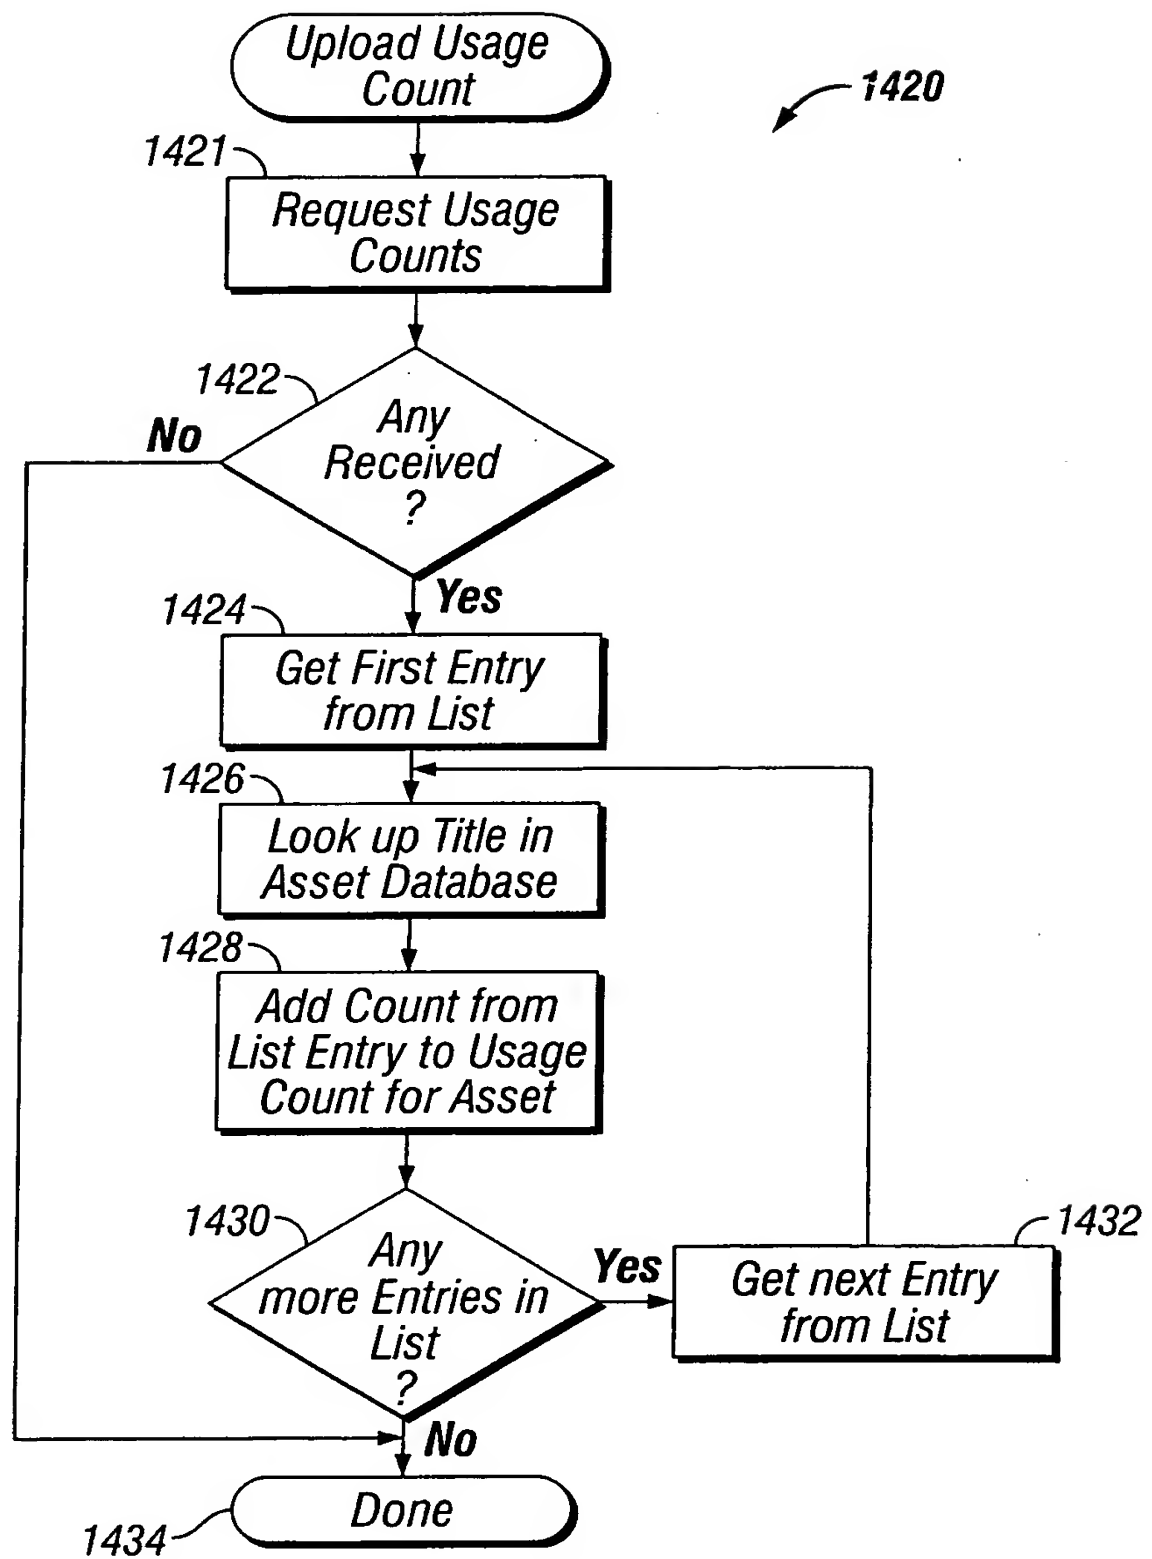 Upload Usage
Count
1420
1421
Request Usage
Counts
1422
No
Any
Received
?
Yes
1424
Get First Entry
from List
1426
Look up Title in
Asset Database
1428
Add Count from
List Entry to Usage
Count for Asset
1430
Any
more Entries in
List
?
Yes
1432
Get next Entry
from List
No
Done
1434